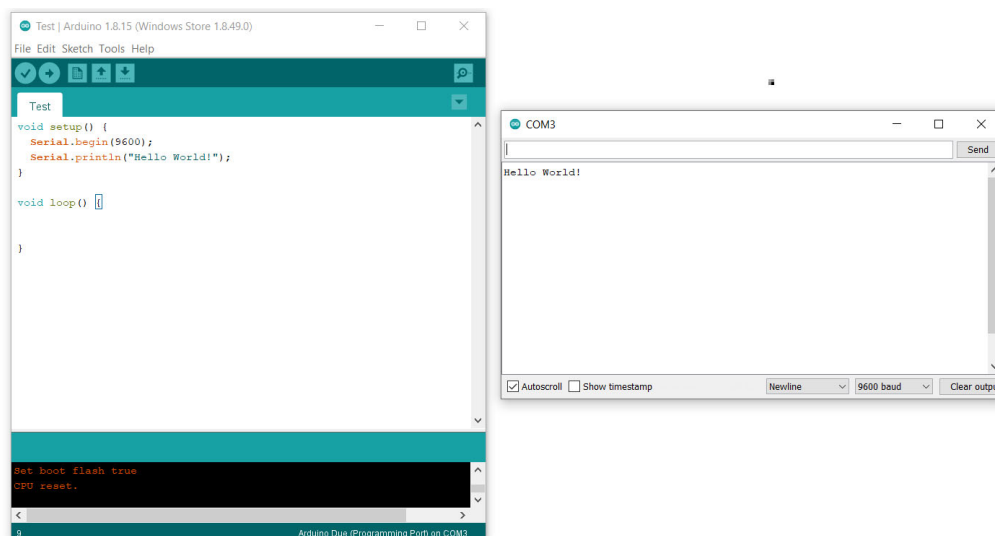 Test | Arduino 1.8.15 (Windows Store 1.8.49.0)
File Edit Sketch Tools Help
Test
void setup() {
  Serial.begin(9600);
  Serial.println("Hello World!");
}
void loop() {
}
Set boot flash true
CPU reset.
9 Arduino Due (Programming Port) on COM3
COM3
Send
Hello World!
Autoscroll Show timestamp Newline 9600 baud Clear outpu